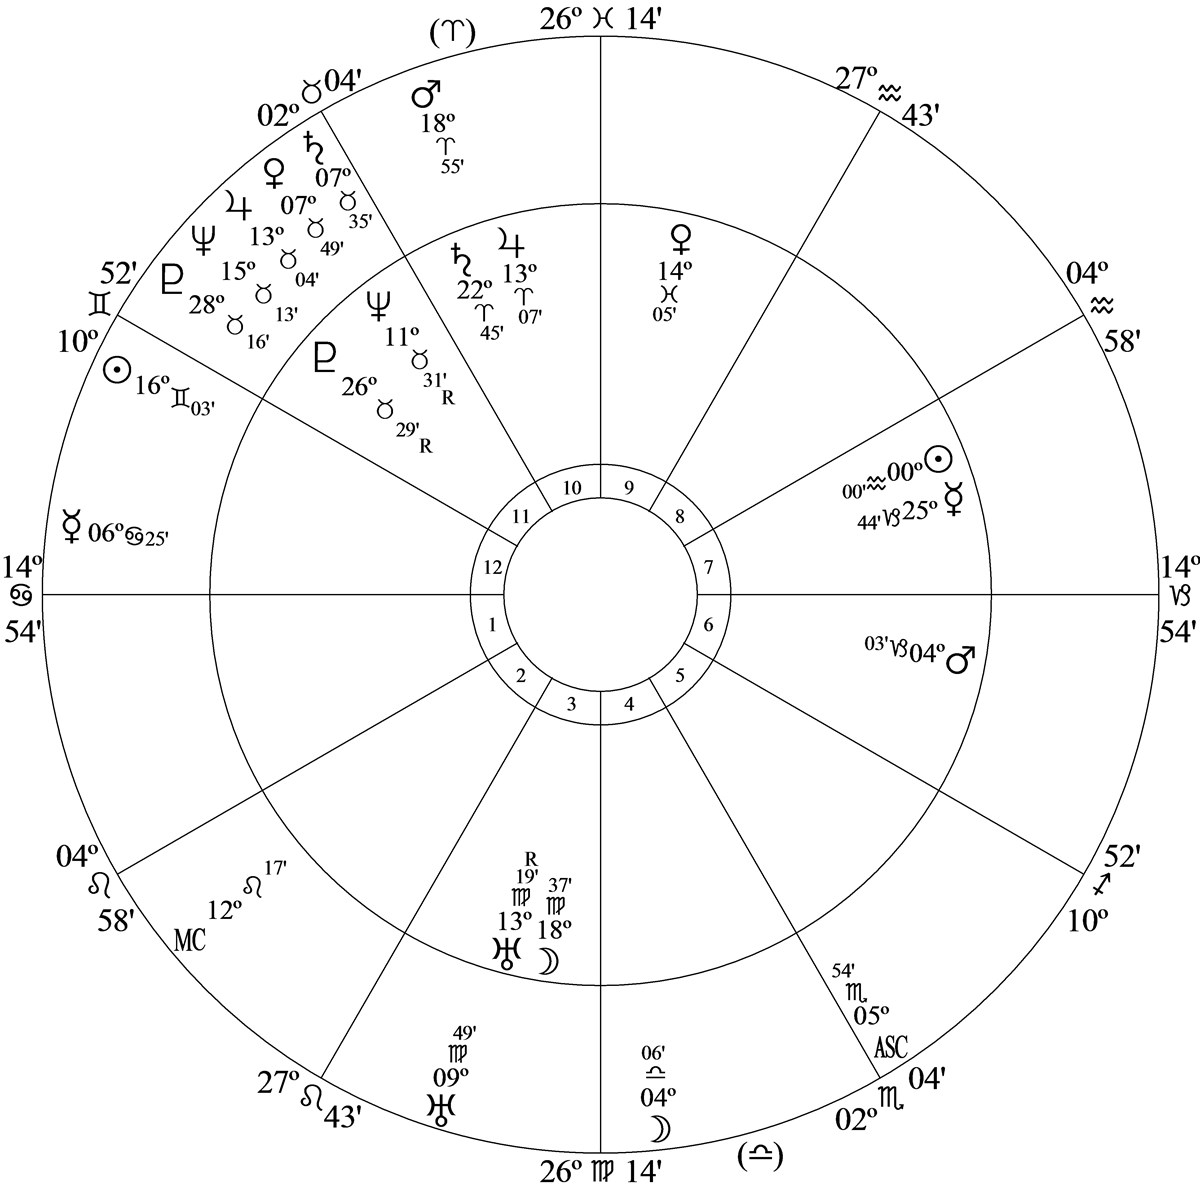 26° ♓ 14'
(♈)
02° ♉ 04'
27° ♒ 43'
♂ 18° ♈ 55'
♄ 07° ♉ 35'
♀ 07° ♉ 49'
♃ 13° ♉ 04'
♆ 15° ♉ 13'
♇ 28° ♉ 16'
52' ♊ 10°
04° ♒ 58'
♄ 22° ♈ 45'
♃ 13° ♈ 07'
♀ 14° ♓ 05'
♆ 11° ♉ 31' R
♇ 26° ♉ 29' R
☉ 16° ♊ 03'
00' ♒ 00° ☉
44' ♑ 25° ☿
☿ 06° ♋ 25'
10 9
11 8
12 7
14° ♋ 54'
14° ♑ 54'
1 6
2 5
3 4
03' ♑ 04° ♂
04° ♌ 58'
52' ♐ 10°
MC 12° ♌ 17'
R 19' ♍ 13° ♅
37' ♍ 18° ☽
54' ♏ 05° ASC
27° ♌ 43'
49' ♍ 09° ♅
06' ♎ 04° ☽
02° ♏ 04'
(♎)
26° ♍ 14'